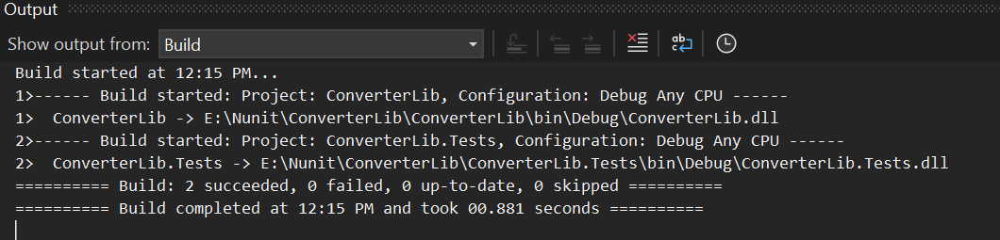 Output
Show output from: Build
Build started at 12:15 PM...
1>------ Build started: Project: ConverterLib, Configuration: Debug Any CPU ------
1>  ConverterLib -> E:\Nunit\ConverterLib\ConverterLib\bin\Debug\ConverterLib.dll
2>------ Build started: Project: ConverterLib.Tests, Configuration: Debug Any CPU ------
2>  ConverterLib.Tests -> E:\Nunit\ConverterLib\ConverterLib.Tests\bin\Debug\ConverterLib.Tests.dll
========== Build: 2 succeeded, 0 failed, 0 up-to-date, 0 skipped ==========
========== Build completed at 12:15 PM and took 00.881 seconds ==========